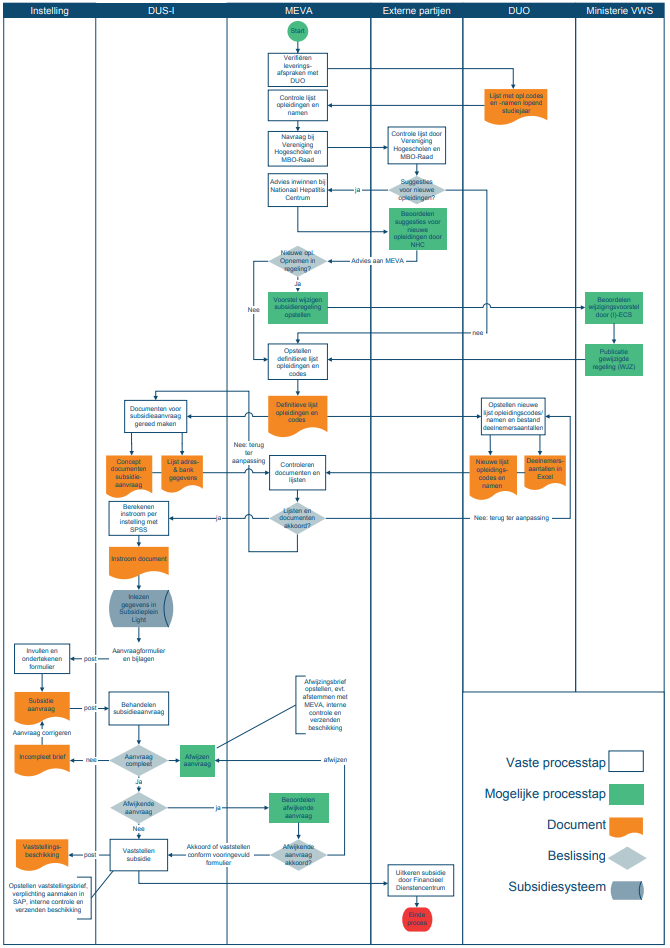 Instelling
DUS-I
MEVA
Externe partijen
DUO
Ministerie VWS
Start
Verifiëren
leverings-
afspraken met
DUO
Lijst met opl.codes
en -namen lopend
studiejaar
Controle lijst
opleidingen en
namen
Navraag bij
Vereniging
Hogescholen en
MBO-Raad
Controle lijst door
Vereniging
Hogescholen en
MBO-Raad
Advies inwinnen bij
Nationaal Hepatitis
Centrum
ja
Suggesties
voor nieuwe
opleidingen?
Beoordelen
suggesties voor
nieuwe
opleidingen door
NHC
Nieuwe opl.
Opnemen in
regeling?
Advies aan MEVA
Ja
Nee
Voorstel wijzigen
subsidieregeling
opstellen
Beoordelen
wijzigingsvoorstel
door (I)-ECS
nee
Opstellen
definitieve lijst
opleidingen en
codes
Publicatie
gewijzigde
regeling (WJZ)
Documenten voor
subsidieaanvraag
gereed maken
Definitieve lijst
opleidingen en
codes
Opstellen nieuwe
lijst opleidingscodes/
namen en bestand
deelnemersaantallen
Nee: terug
ter
aanpassing
Concept
documenten
subsidie-
aanvraag
Lijst adres-
& bank
gegevens
Controleren
documenten en
lijsten
Nieuwe lijst
opleidings-
codes en
namen
Deelnemers-
aantallen in
Excel
Berekenen
instroom per
instelling met
SPSS
ja
Lijsten en
documenten
akkoord?
Nee: terug ter aanpassing
Instroom document
Inlezen
gegevens in
Subsidieplein
Light
Invullen en
ondertekenen
formulier
post
Aanvraagformulier
en bijlagen
Subsidie
aanvraag
post
Behandelen
subsidieaanvraag
Afwijzingsbrief
opstellen, evt.
afstemmen met
MEVA, interne
controle en
verzenden
beschikking
Aanvraag corrigeren
Incompleet brief
nee
Aanvraag
compleet
Afwijzen
aanvraag
afwijzen
Ja
Afwijkende
aanvraag
ja
Beoordelen
afwijkende
aanvraag
Nee
Vaststellings-
beschikking
post
Vaststellen
subsidie
Akkoord of vaststellen
conform vooringevuld
formulier
Afwijkende
aanvraag
akkoord?
Opstellen vaststellingsbrief,
verplichting aanmaken in
SAP, interne controle en
verzenden beschikking
Uitkeren subsidie
door Financieel
Dienstencentrum
Einde
proces
Vaste processtap
Mogelijke processtap
Document
Beslissing
Subsidiesysteem